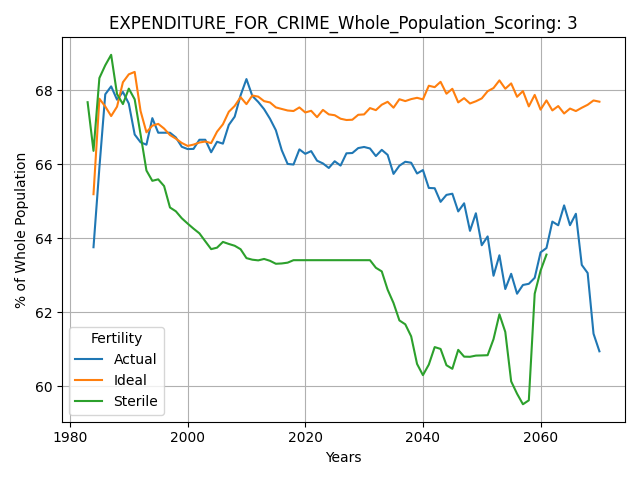 EXPENDITURE_FOR_CRIME_Whole_Population_Scoring: 3
% of Whole Population
68
66
64
62
60
Fertility
Actual
Ideal
Sterile
1980
2000
2020
2040
2060
Years